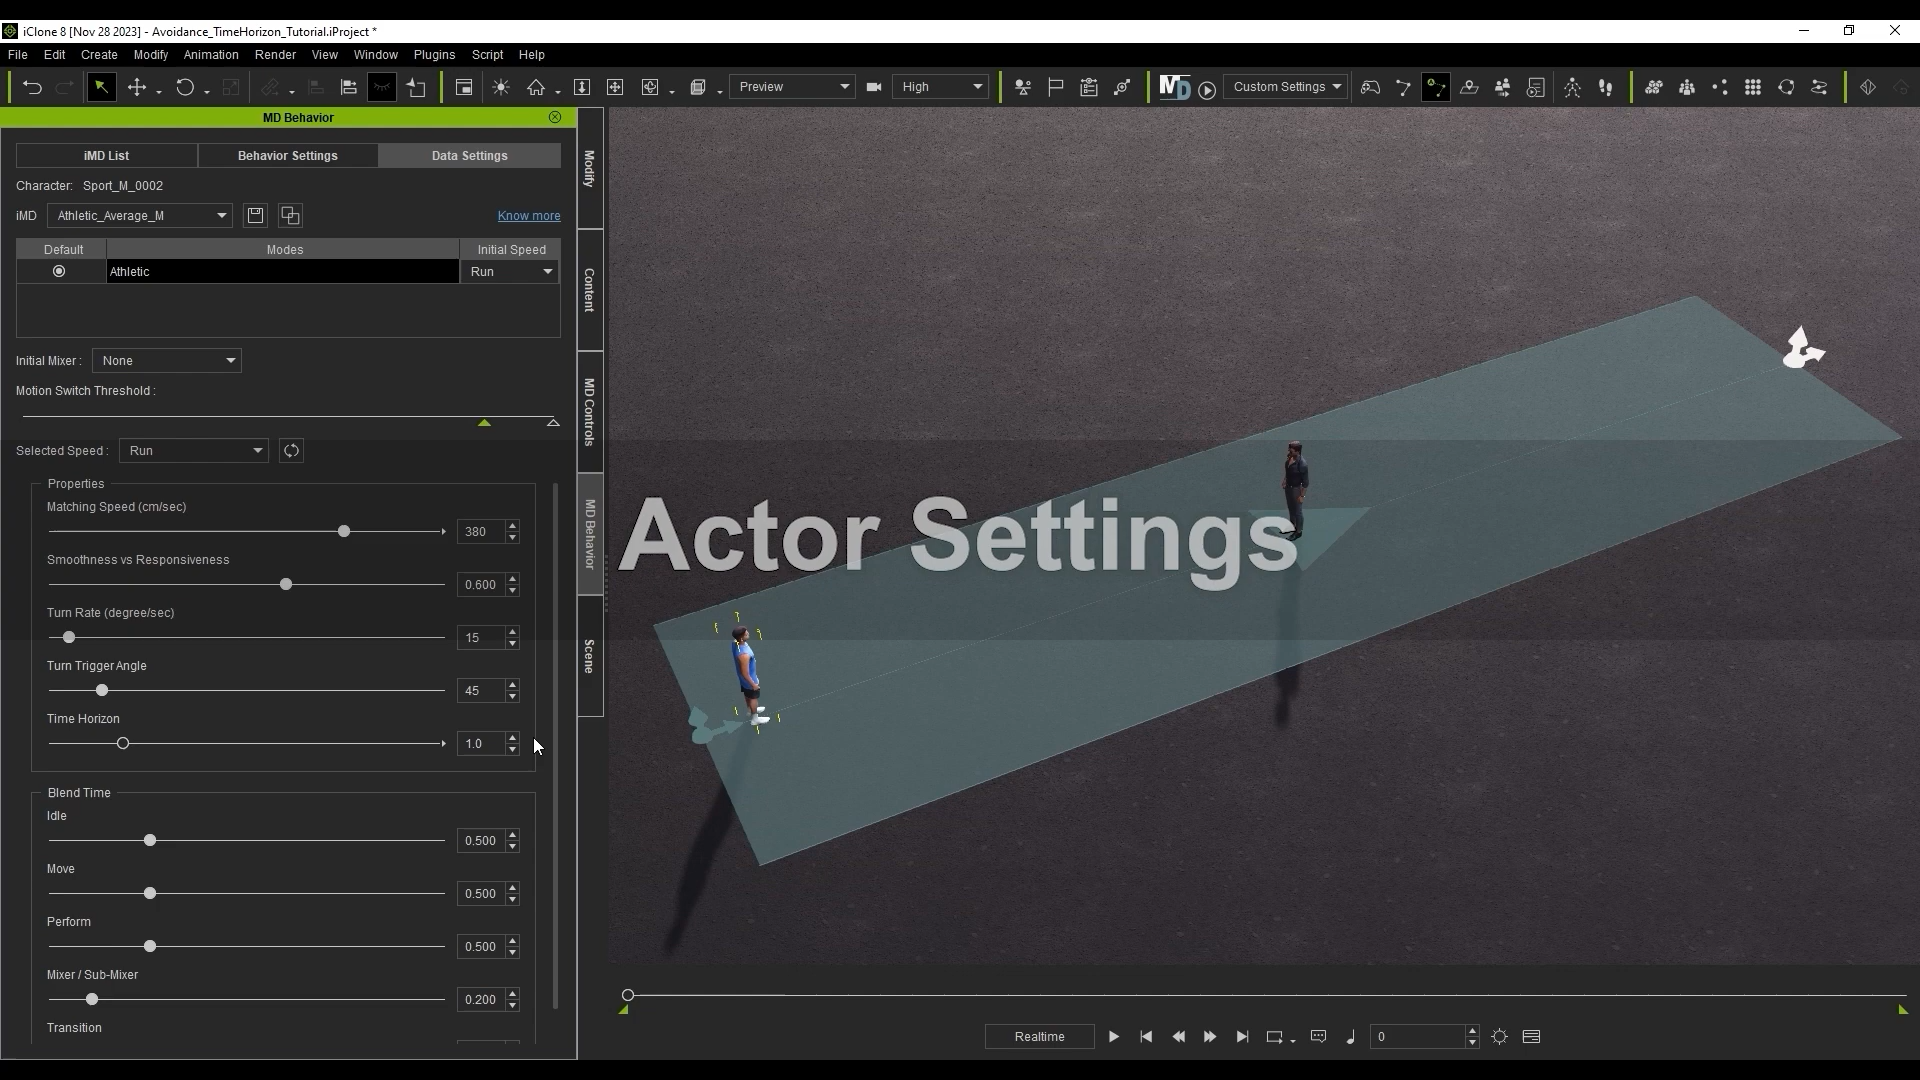 iClone 8 [Nov 28 2023] - Avoidance_TimeHorizon_Tutorial.iProject *
File Edit Create Modify Animation Render View Window Plugins Script Help
Preview High MD Custom Settings
MD Behavior
iMD List Behavior Settings Data Settings
Character: Sport_M_0002
iMD Athletic_Average_M Know more
Default Modes Initial Speed
Athletic Run
Initial Mixer : None
Motion Switch Threshold :
Selected Speed : Run
Properties
Matching Speed (cm/sec)
380
Smoothness vs Responsiveness
0.600
Turn Rate (degree/sec)
15
Turn Trigger Angle
45
Time Horizon
1.0
Blend Time
Idle
0.500
Move
0.500
Perform
0.500
Mixer / Sub-Mixer
0.200
Transition
Modify
Content
MD Controls
MD Behavior
Scene
Actor Settings
Realtime 0